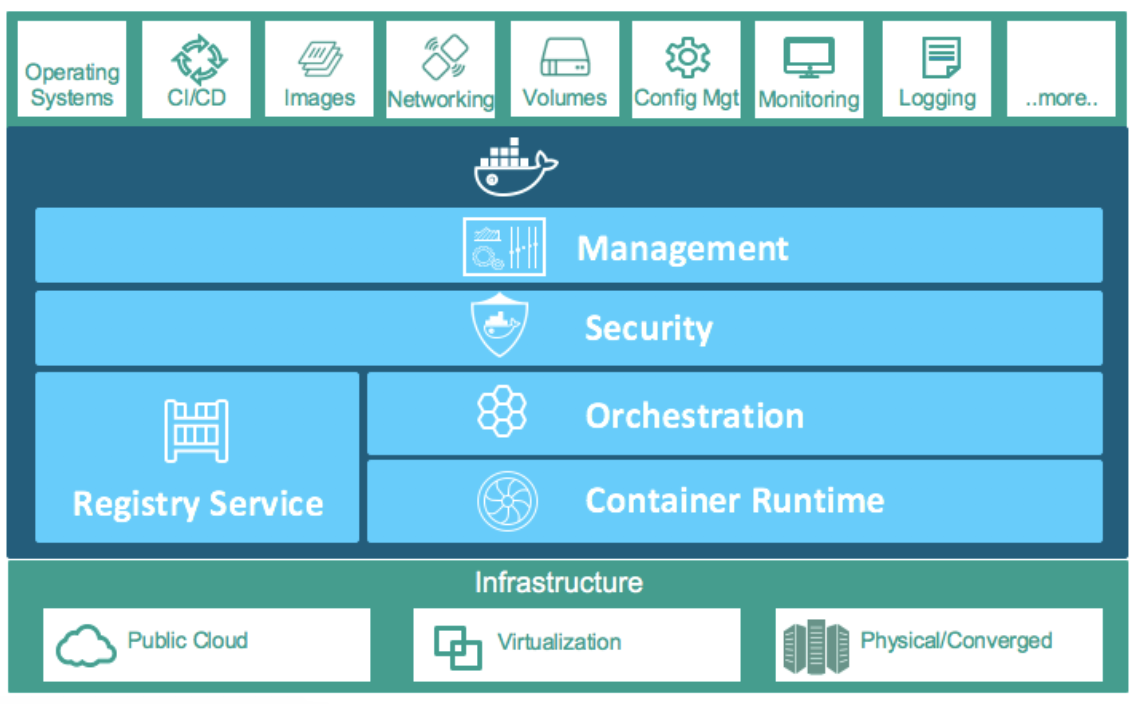 Operating
Systems
CI/CD
Images
Networking
Volumes
Config Mgt
Monitoring
Logging
..more..
Management
Security
Registry Service
Orchestration
Container Runtime
Infrastructure
Public Cloud
Virtualization
Physical/Converged